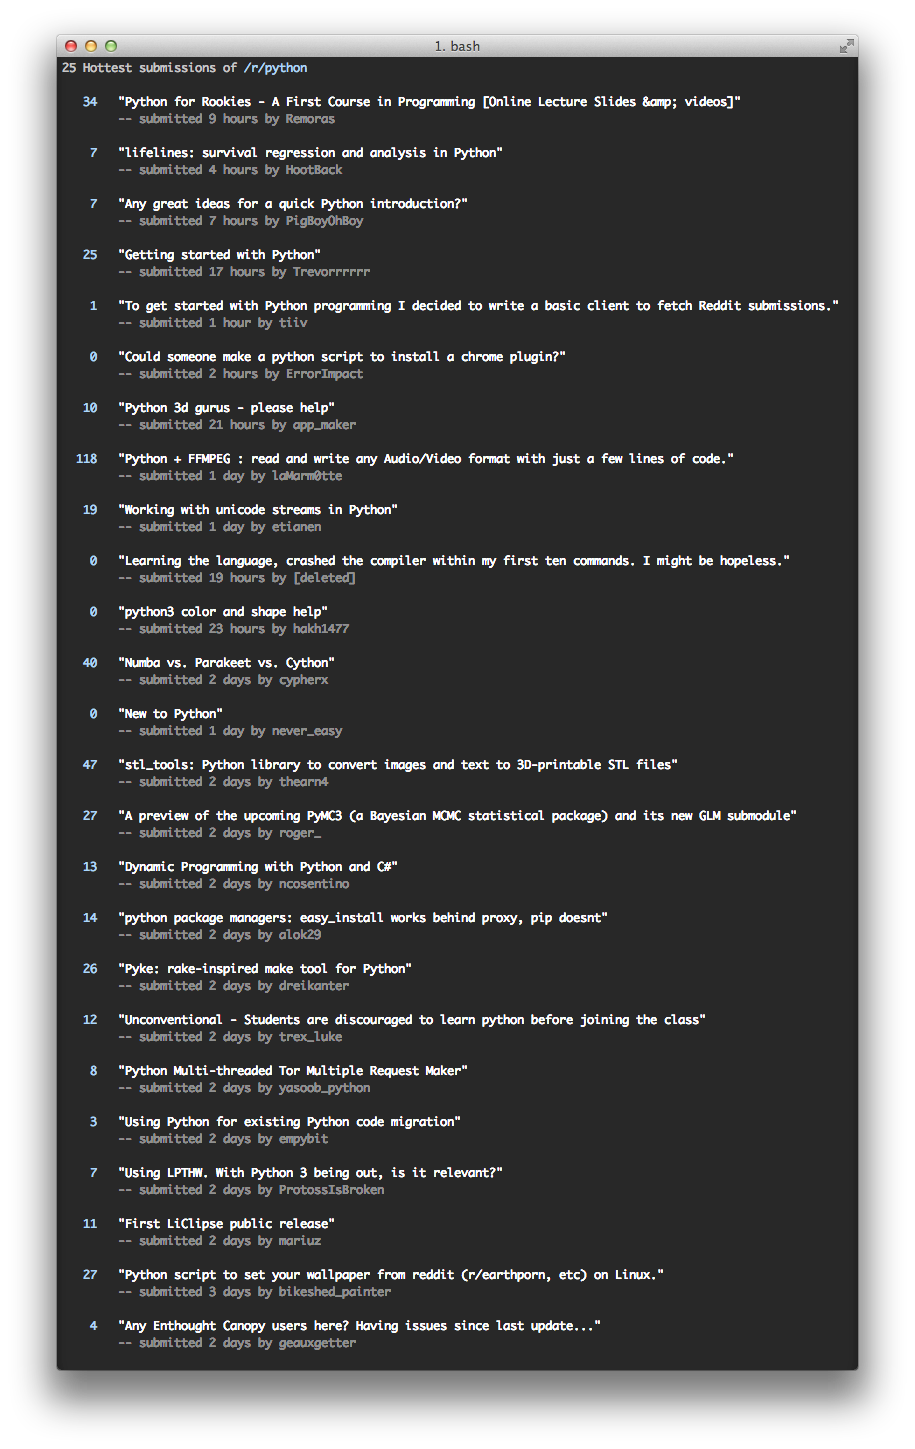 1. bash
25 Hottest submissions of /r/python
34 "Python for Rookies - A First Course in Programming [Online Lecture Slides &amp; videos]"
-- submitted 9 hours by Remoras
7 "lifelines: survival regression and analysis in Python"
-- submitted 4 hours by HootBack
7 "Any great ideas for a quick Python introduction?"
-- submitted 7 hours by PigBoyOhBoy
25 "Getting started with Python"
-- submitted 17 hours by Trevorrrrrr
1 "To get started with Python programming I decided to write a basic client to fetch Reddit submissions."
-- submitted 1 hour by tiiv
0 "Could someone make a python script to install a chrome plugin?"
-- submitted 2 hours by ErrorImpact
10 "Python 3d gurus - please help"
-- submitted 21 hours by app_maker
118 "Python + FFMPEG : read and write any Audio/Video format with just a few lines of code."
-- submitted 1 day by laMarm0tte
19 "Working with unicode streams in Python"
-- submitted 1 day by etianen
0 "Learning the language, crashed the compiler within my first ten commands. I might be hopeless."
-- submitted 19 hours by [deleted]
0 "python3 color and shape help"
-- submitted 23 hours by hakh1477
40 "Numba vs. Parakeet vs. Cython"
-- submitted 2 days by cypherx
0 "New to Python"
-- submitted 1 day by never_easy
47 "stl_tools: Python library to convert images and text to 3D-printable STL files"
-- submitted 2 days by thearn4
27 "A preview of the upcoming PyMC3 (a Bayesian MCMC statistical package) and its new GLM submodule"
-- submitted 2 days by roger_
13 "Dynamic Programming with Python and C#"
-- submitted 2 days by ncosentino
14 "python package managers: easy_install works behind proxy, pip doesnt"
-- submitted 2 days by alok29
26 "Pyke: rake-inspired make tool for Python"
-- submitted 2 days by dreikanter
12 "Unconventional - Students are discouraged to learn python before joining the class"
-- submitted 2 days by trex_luke
8 "Python Multi-threaded Tor Multiple Request Maker"
-- submitted 2 days by yasoob_python
3 "Using Python for existing Python code migration"
-- submitted 2 days by empybit
7 "Using LPTHW. With Python 3 being out, is it relevant?"
-- submitted 2 days by ProtossIsBroken
11 "First LiClipse public release"
-- submitted 2 days by mariuz
27 "Python script to set your wallpaper from reddit (r/earthporn, etc) on Linux."
-- submitted 3 days by bikeshed_painter
4 "Any Enthought Canopy users here? Having issues since last update..."
-- submitted 2 days by geauxgetter